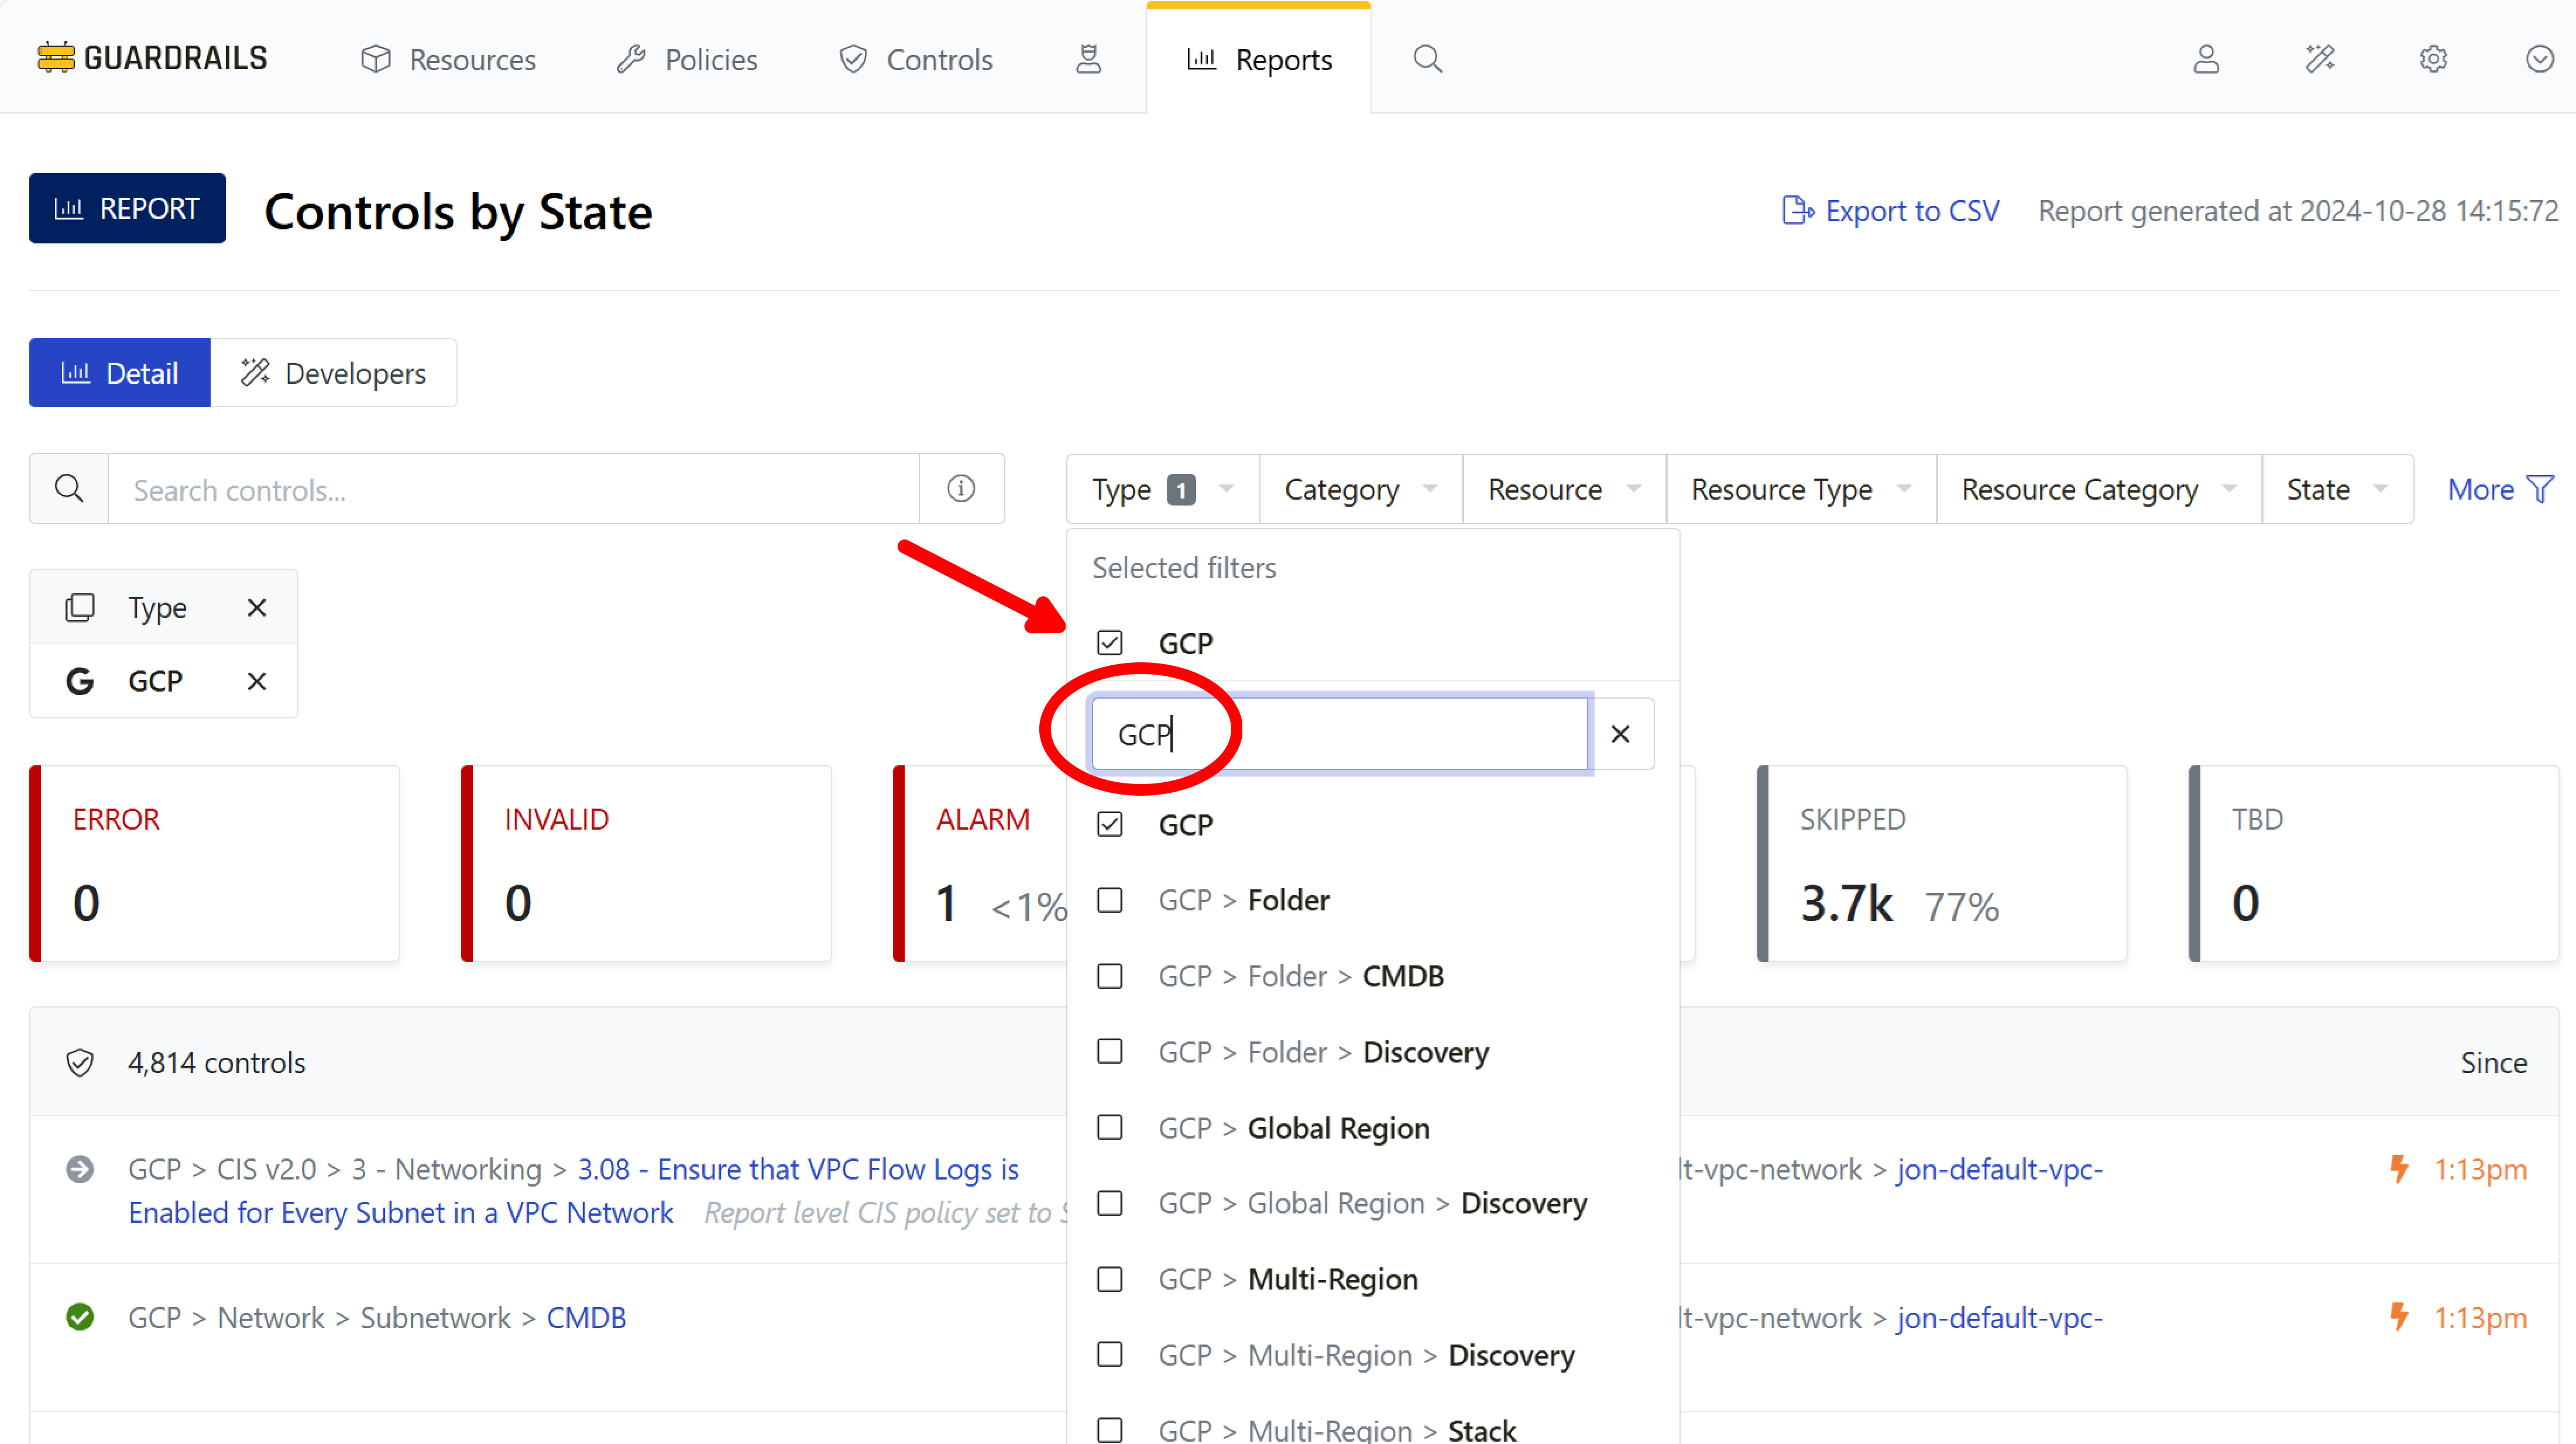 GUARDRAILS
Resources
Policies
Controls
Reports
REPORT
Controls by State
Export to CSV
Report generated at 2024-10-28 14:15:72
Detail
Developers
Search controls...
Type 1
Category
Resource
Resource Type
Resource Category
State
More
Selected filters
GCP
Type
GCP
GCP
ERROR
0
INVALID
0
ALARM
1 <1%
SKIPPED
3.7k 77%
TBD
0
GCP
GCP > Folder
GCP > Folder > CMDB
GCP > Folder > Discovery
GCP > Global Region
GCP > Global Region > Discovery
GCP > Multi-Region
GCP > Multi-Region > Discovery
GCP > Multi-Region > Stack
4,814 controls
Since
GCP > CIS v2.0 > 3 - Networking > 3.08 - Ensure that VPC Flow Logs is
Enabled for Every Subnet in a VPC Network Report level CIS policy set to
lt-vpc-network > jon-default-vpc-
1:13pm
GCP > Network > Subnetwork > CMDB
lt-vpc-network > jon-default-vpc-
1:13pm